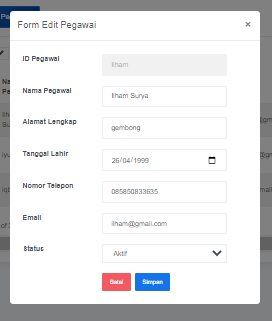 Form Edit Pegawai ×
ID Pegawai
Ilham
Nama Pegawai
Ilham Surya
Alamat Lengkap
gembong
Tanggal Lahir
26/04/1999
Nomor Telepon
085850833635
Email
ilham@gmail.com
Status
Aktif
Batal Simpan